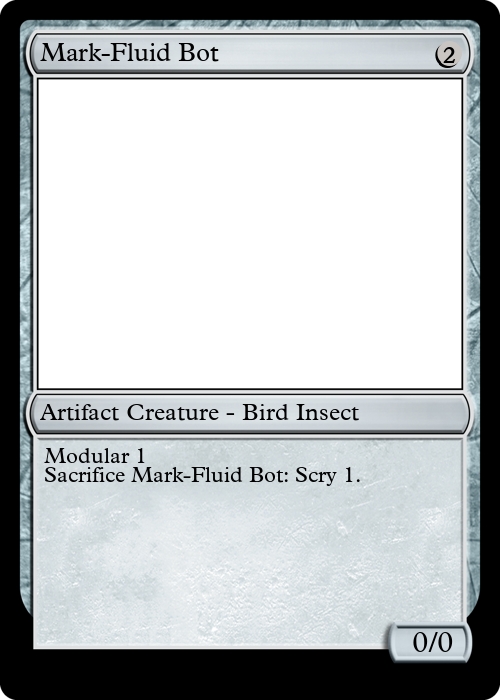 Mark-Fluid Bot
2
Artifact Creature - Bird Insect
Modular 1
Sacrifice Mark-Fluid Bot: Scry 1.
0/0